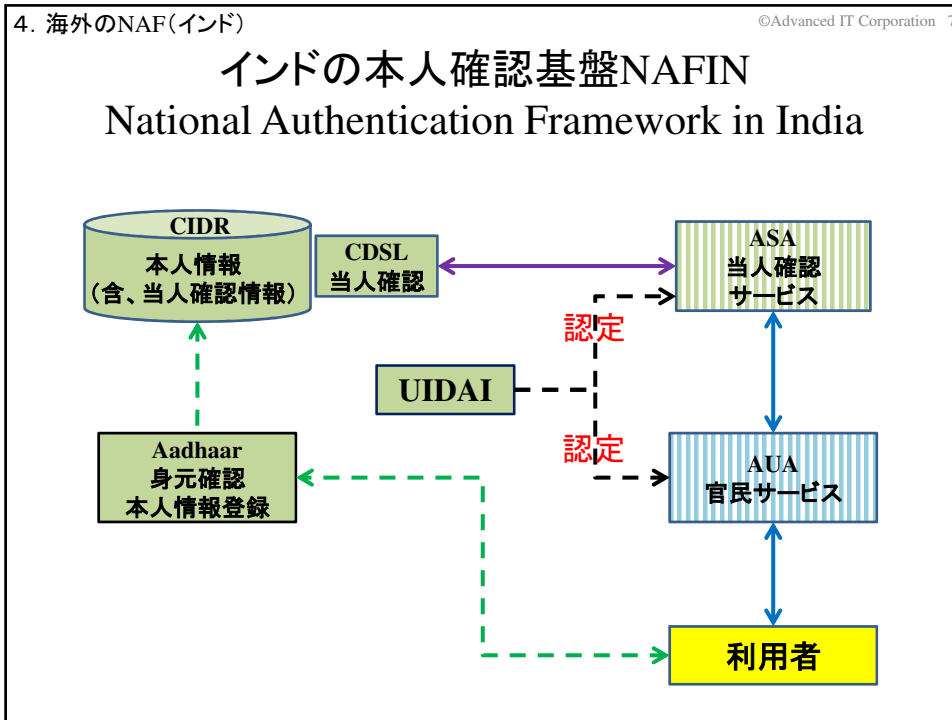 4．海外のNAF（インド）
©Advanced IT Corporation 7
インドの本人確認基盤NAFIN
National Authentication Framework in India
CIDR
本人情報
（含、当人確認情報）
CDSL
当人確認
ASA
当人確認
サービス
認定
UIDAI
認定
Aadhaar
身元確認
本人情報登録
AUA
官民サービス
利用者